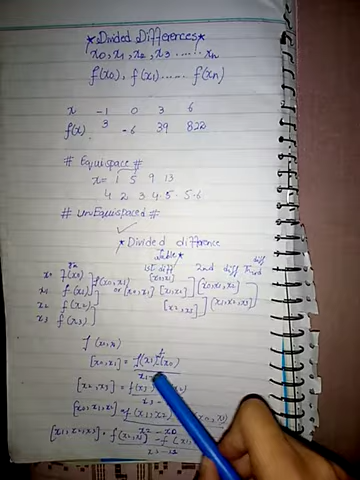 ★Divided Differences★
x0, x1, x2, x3 ...... xn
f(x0), f(x1)...... f(xn)
x -1 0 3 6
f(x) 3 -6 39 822
# Equispace #
x= 1 5 9 13
4 2 3 4.5 5.6
# UnEquispaced #
* Divided difference
Table
1st diff 2nd diff Third diff
x0 f(x0) f(x0,x1) [x0,x1] [x0,x1,x2]
x1 f(x1) or [x1,x2]
x2 f(x2) [x2,x3] [x1,x2,x3]
x3 f(x3)
[x0,x1] = f(x1) - f(x0)
[x2,x3] = f(x3)
[x0,x1,x2] = f(x1,x2)
x2 - x0
[x1,x2,x3] = f(x2,x3) - f(x1
x3 - x1